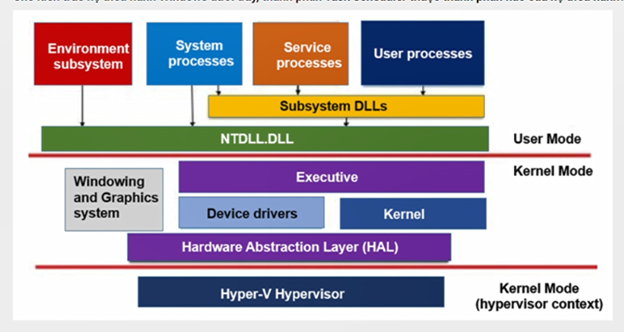 Environment
subsystem
System
processes
Service
processes
User processes
Subsystem DLLs
NTDLL.DLL
User Mode
Kernel Mode
Windowing
and Graphics
system
Executive
Device drivers
Kernel
Hardware Abstraction Layer (HAL)
Hyper-V Hypervisor
Kernel Mode
(hypervisor context)